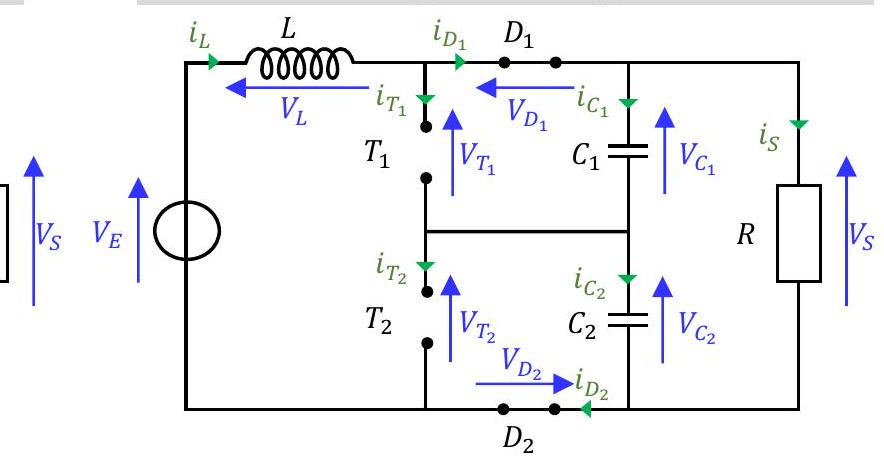 i_L L i_{D_1} D_1
V_L i_{T_1} V_{D_1} i_{C_1}
T_1 V_{T_1} C_1 V_{C_1} i_S
V_S V_E R V_S
i_{T_2} i_{C_2}
T_2 V_{T_2} C_2 V_{C_2}
V_{D_2} i_{D_2}
D_2